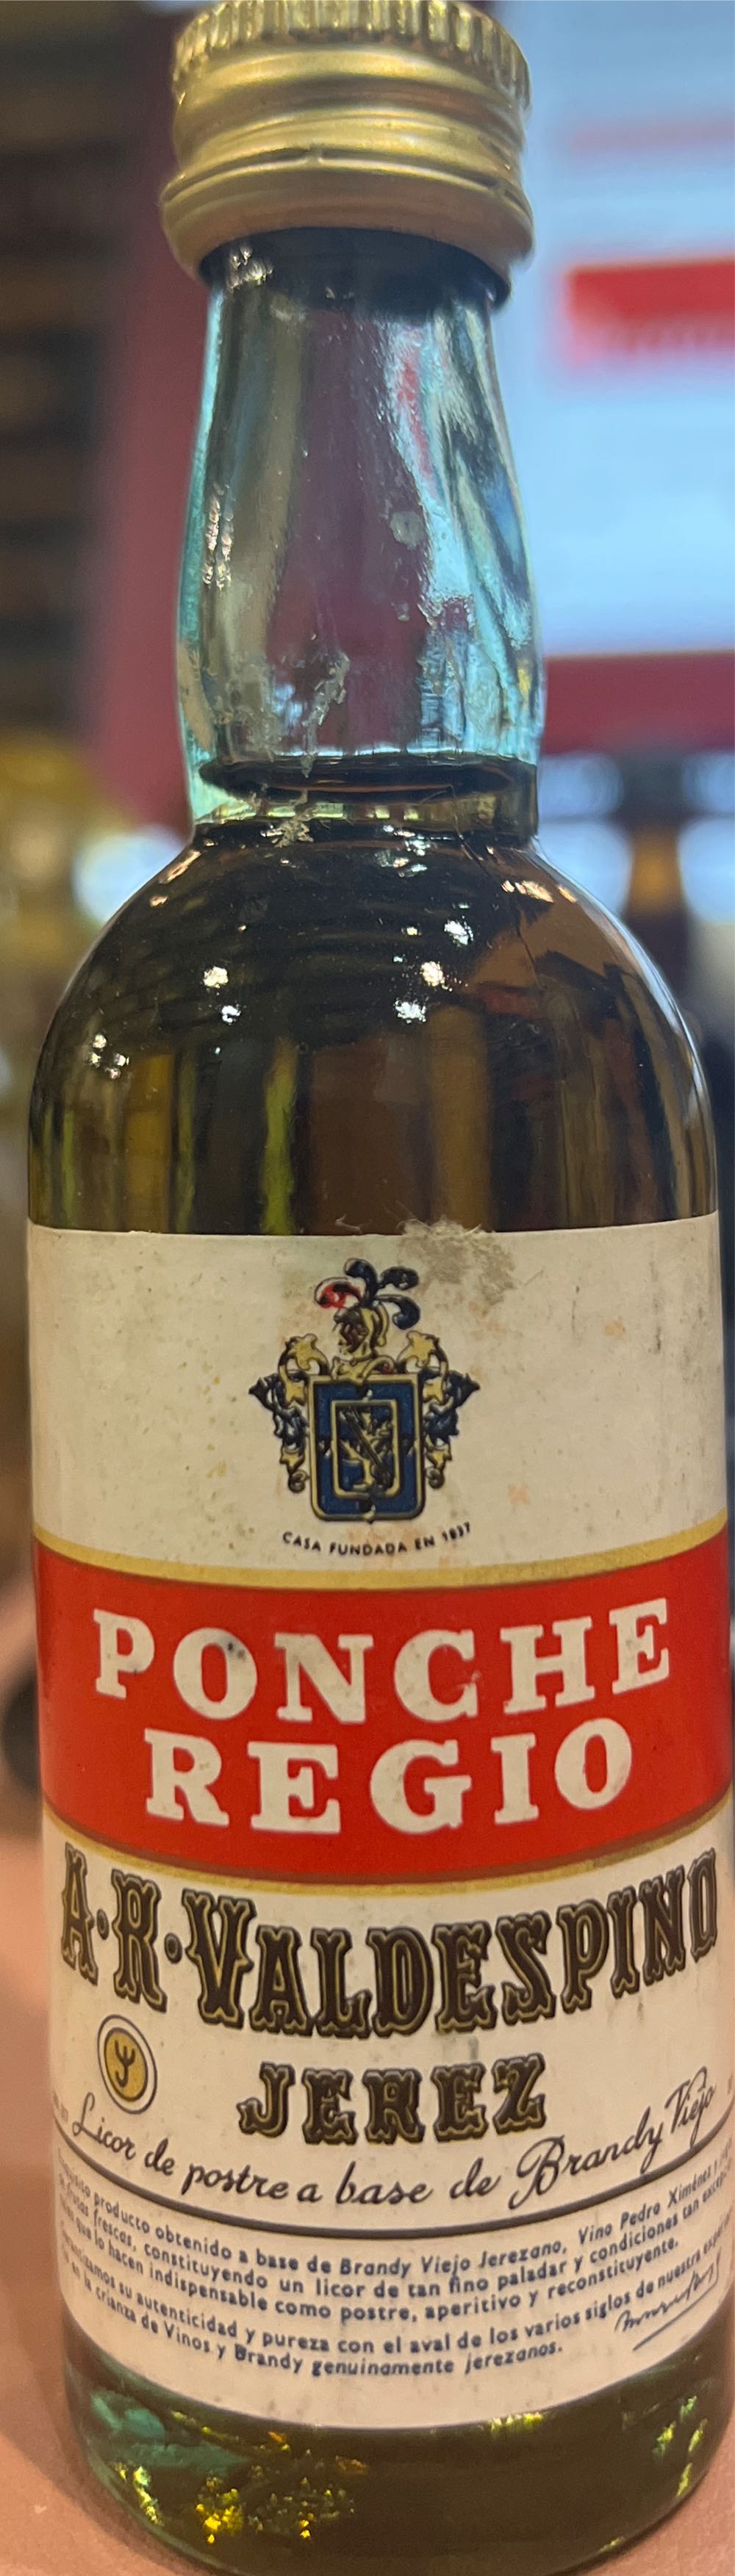 CASA FUNDADA EN 1837
PONCHE
REGIO
A·R·VALDESPINO
JEREZ
Licor de postre a base de Brandy Viejo
producto obtenido a base de Brandy Viejo Jerezano, Vino Pedro Ximénez
frutas frescas, constituyendo un licor de tan fino paladar y condiciones tan
que lo hacen indispensable como postre, aperitivo y reconstituyente.
su autenticidad y pureza con el aval de los varios siglos de nuestra
en la crianza de Vinos y Brandy genuinamente jerezanos.